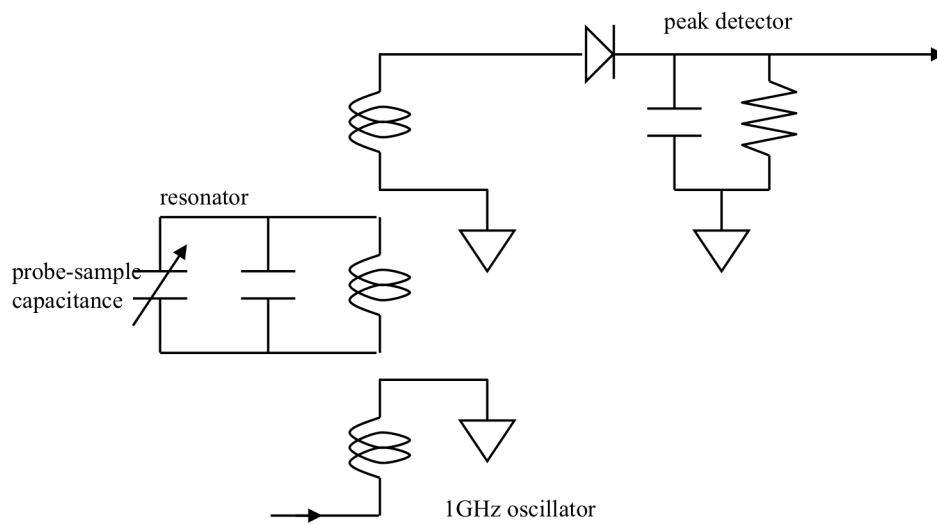 peak detector
resonator
probe-sample
capacitance
1GHz oscillator